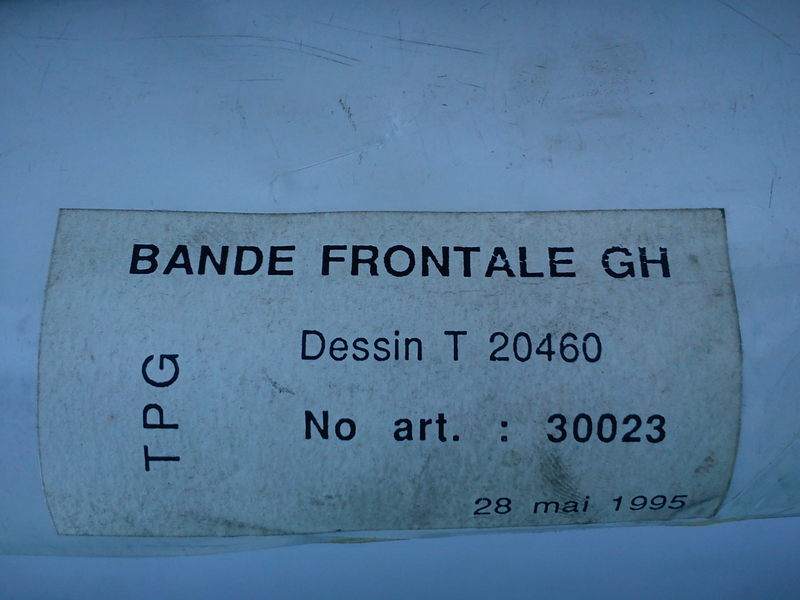 BANDE FRONTALE GH
TPG
Dessin T 20460
No art. : 30023
28 mai 1995